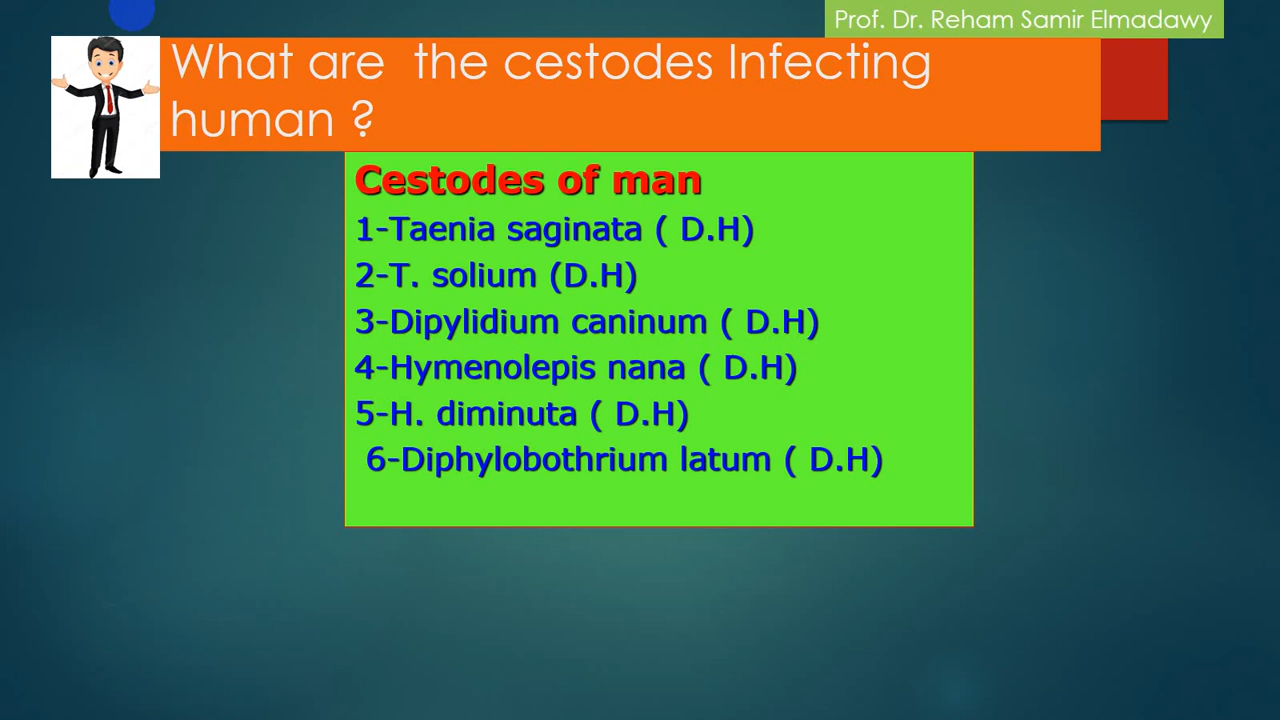 Prof. Dr. Reham Samir Elmadawy
What are  the cestodes Infecting
human ?
Cestodes of man
1-Taenia saginata ( D.H)
2-T. solium (D.H)
3-Dipylidium caninum ( D.H)
4-Hymenolepis nana ( D.H)
5-H. diminuta ( D.H)
6-Diphylobothrium latum ( D.H)